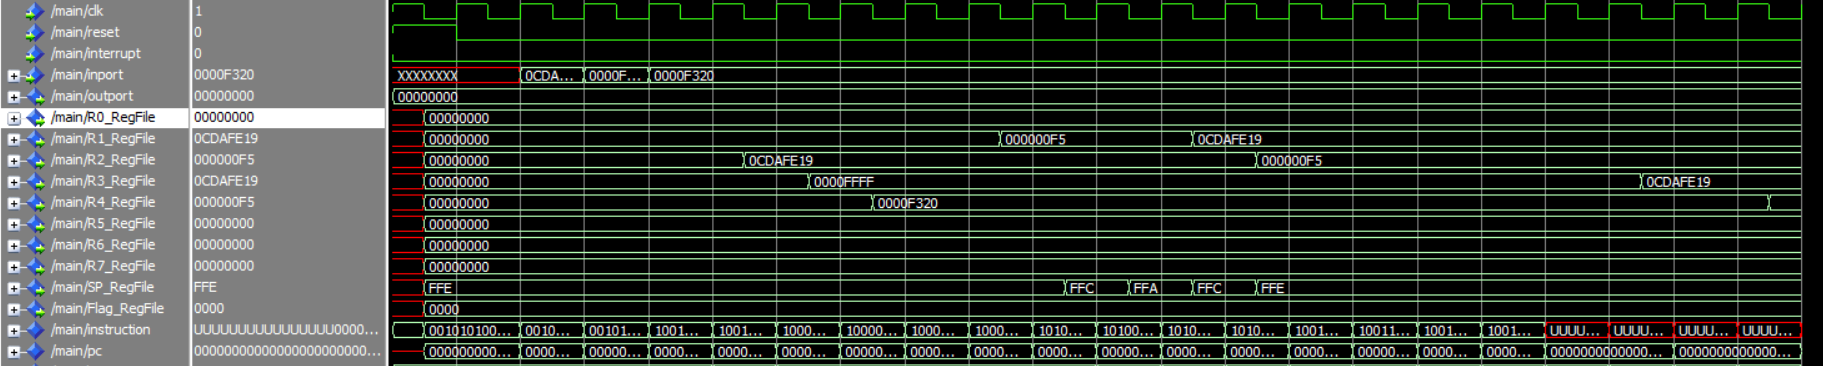 /main/clk 1
/main/reset 0
/main/interrupt 0
/main/inport 0000F320 XXXXXXXX 0CDA... 0000F... 0000F320
/main/outport 00000000 00000000
/main/R0_RegFile 00000000 00000000
/main/R1_RegFile 0CDAFE19 00000000 000000F5 0CDAFE19
/main/R2_RegFile 000000F5 00000000 0CDAFE19 000000F5
/main/R3_RegFile 0CDAFE19 00000000 0000FFFF 0CDAFE19
/main/R4_RegFile 000000F5 00000000 0000F320
/main/R5_RegFile 00000000 00000000
/main/R6_RegFile 00000000 00000000
/main/R7_RegFile 00000000 00000000
/main/SP_RegFile FFE FFE FFC FFA FFC FFE
/main/Flag_RegFile 0000 0000
/main/instruction UUUUUUUUUUUUUUUU0000... 001010100... 0010... 00101... 1001... 1001... 1000... 10000... 1000... 1000... 1010... 10100... 1010... 1010... 1001... 10011... 1001... 1001... UUUU... UUUU... UUUU... UUUU...
/main/pc 00000000000000000000000... 000000000... 0000... 00000... 0000... 0000... 0000... 00000... 0000... 0000... 0000... 00000... 0000... 0000... 0000... 00000... 0000... 0000... 0000000000000... 0000000000000...